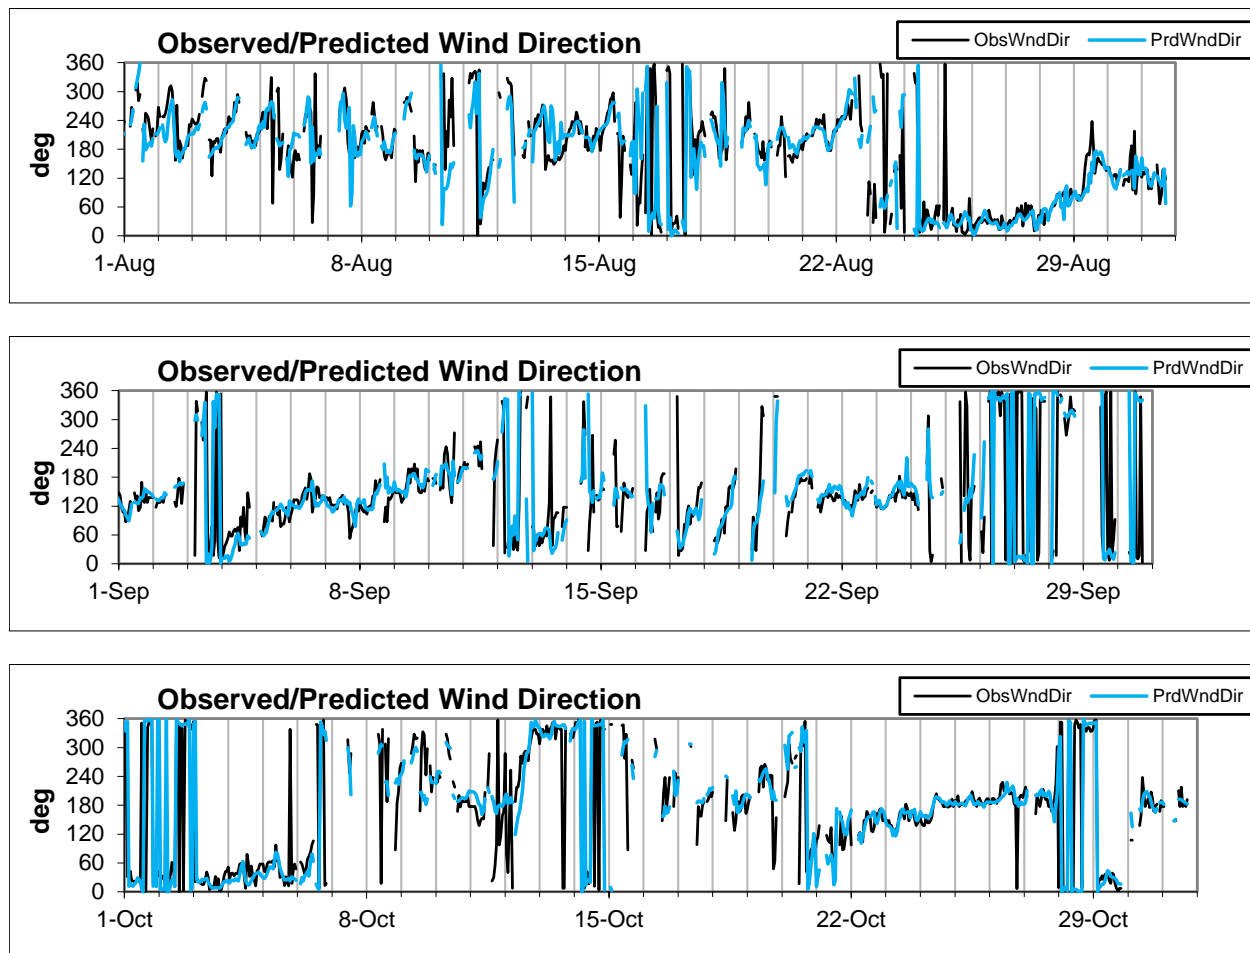 Observed/Predicted Wind Direction
ObsWndDir PrdWndDir
360
300
240
180
120
60
0
deg
1-Aug 8-Aug 15-Aug 22-Aug 29-Aug
Observed/Predicted Wind Direction
ObsWndDir PrdWndDir
360
300
240
180
120
60
0
deg
1-Sep 8-Sep 15-Sep 22-Sep 29-Sep
Observed/Predicted Wind Direction
ObsWndDir PrdWndDir
360
300
240
180
120
60
0
deg
1-Oct 8-Oct 15-Oct 22-Oct 29-Oct